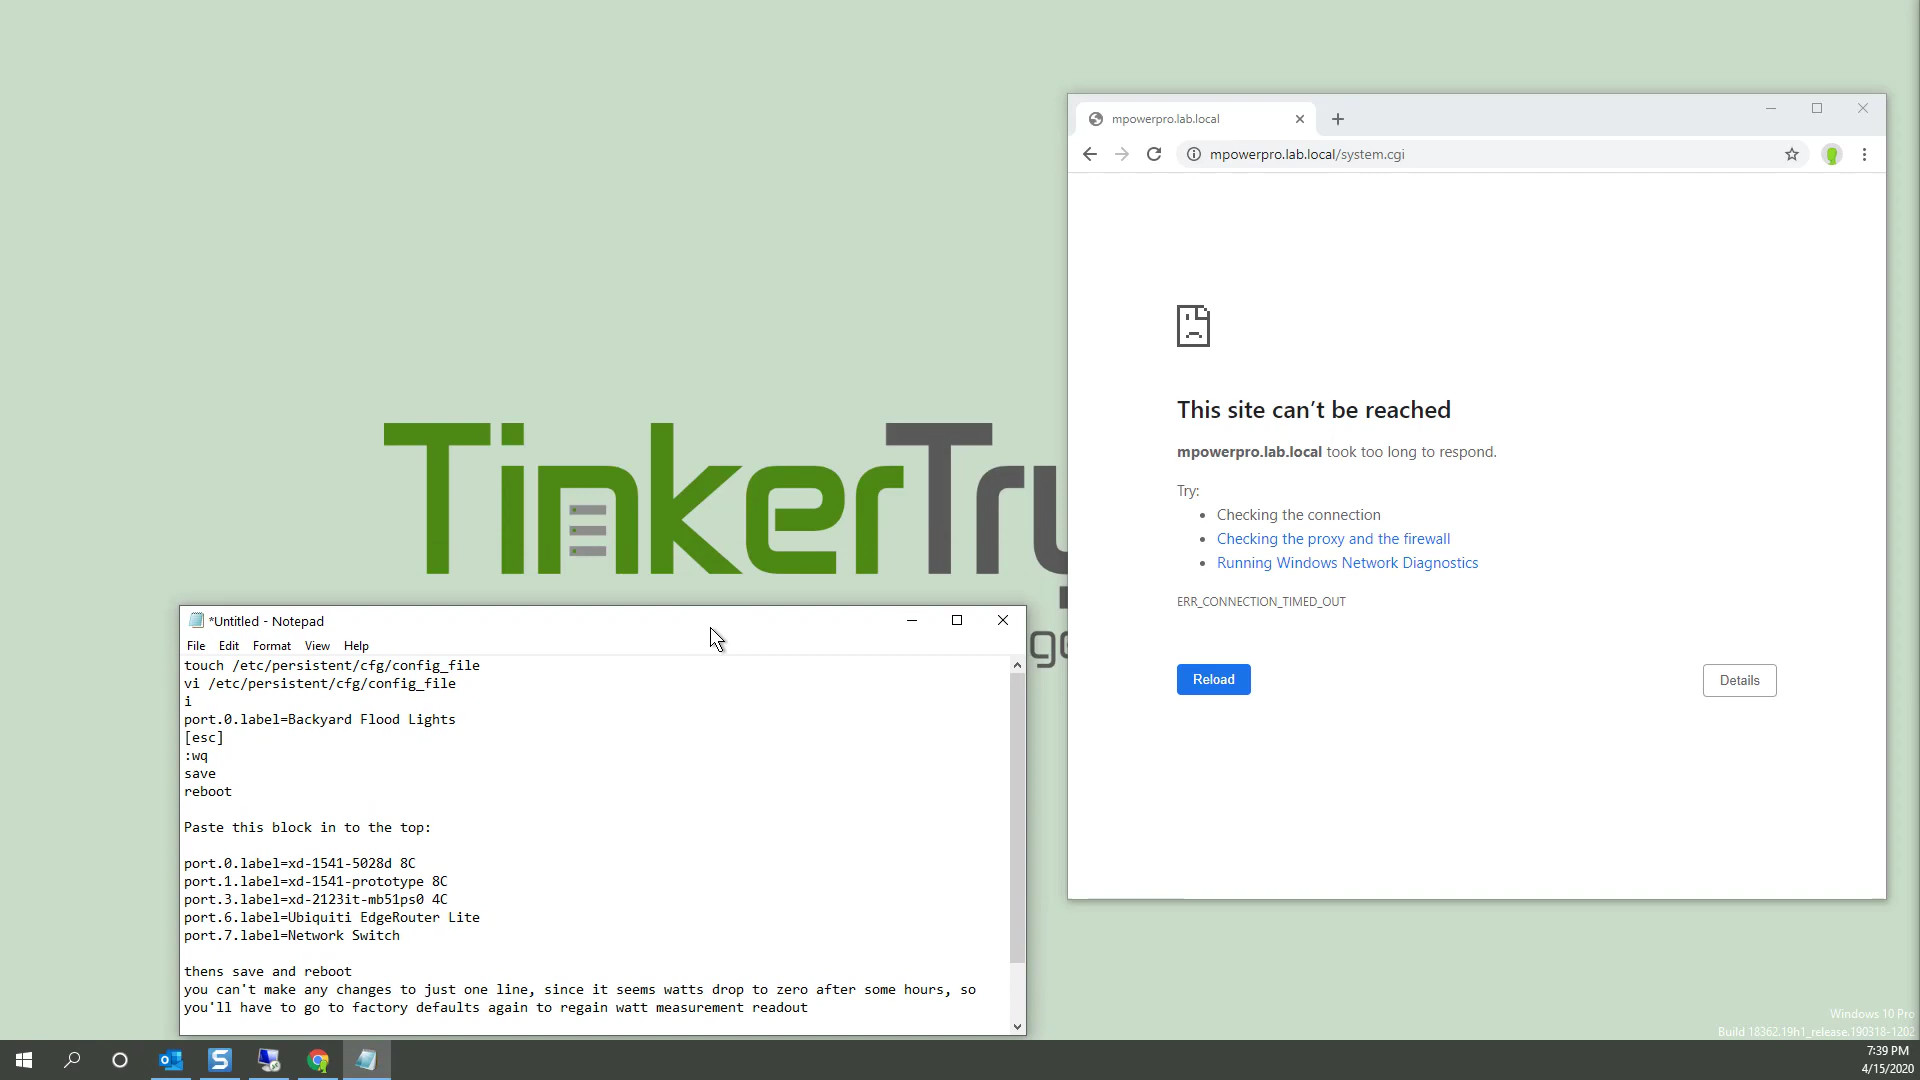 mpowerpro.lab.local
mpowerpro.lab.local/system.cgi
This site can’t be reached
mpowerpro.lab.local took too long to respond.
Try:
Checking the connection
Checking the proxy and the firewall
Running Windows Network Diagnostics
ERR_CONNECTION_TIMED_OUT
Reload
Details
TinkerTry
*Untitled - Notepad
File Edit Format View Help
touch /etc/persistent/cfg/config_file
vi /etc/persistent/cfg/config_file
i
port.0.label=Backyard Flood Lights
[esc]
:wq
save
reboot
Paste this block in to the top:
port.0.label=xd-1541-5028d 8C
port.1.label=xd-1541-prototype 8C
port.3.label=xd-2123it-mb51ps0 4C
port.6.label=Ubiquiti EdgeRouter Lite
port.7.label=Network Switch
thens save and reboot
you can't make any changes to just one line, since it seems watts drop to zero after some hours, so
you'll have to go to factory defaults again to regain watt measurement readout
Windows 10 Pro
Build 18362.19h1_release.190318-1202
7:39 PM
4/15/2020